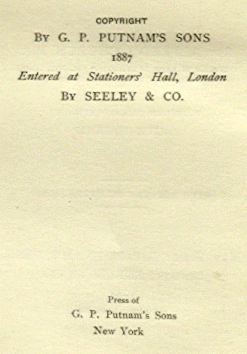 COPYRIGHT
BY G. P. PUTNAM'S SONS
1887
Entered at Stationers' Hall, London
BY SEELEY & CO.
Press of
G. P. Putnam's Sons
New York